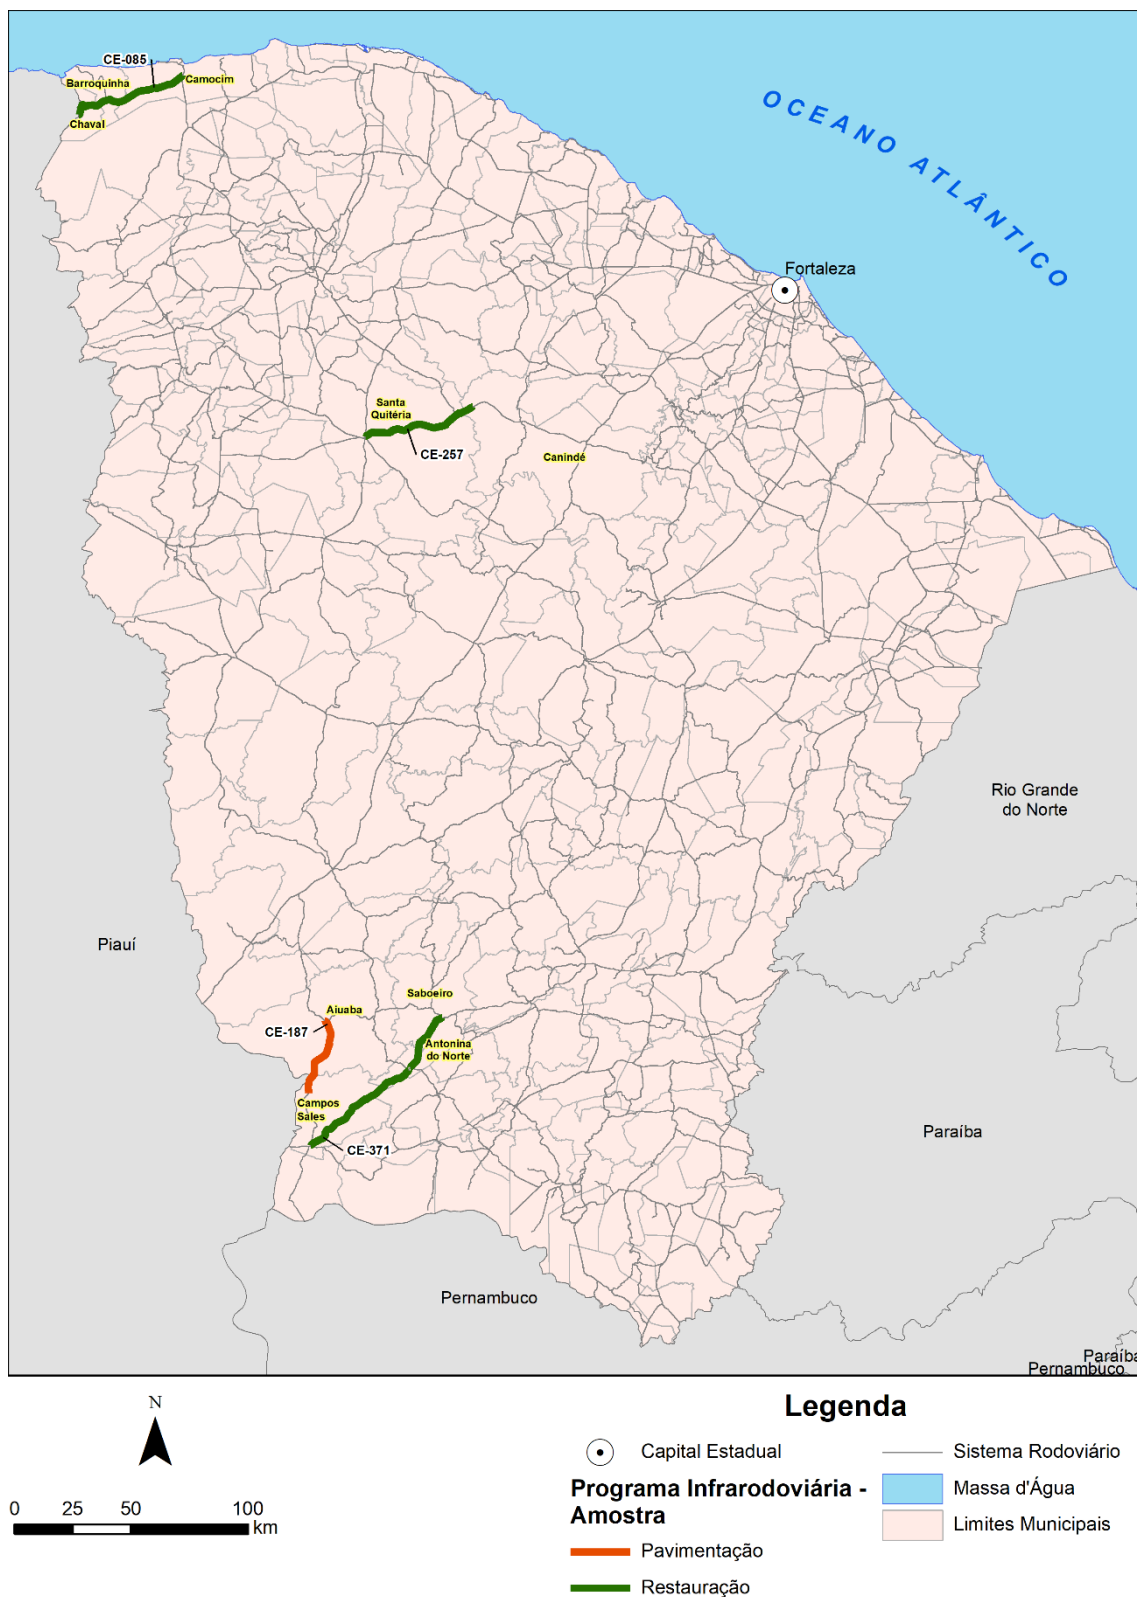 CE-085
Barroquinha
Camocim
Chaval
OCEANO ATLÂNTICO
Fortaleza
Santa
Quitéria
CE-257
Canindé
Rio Grande
do Norte
Piauí
Saboeiro
Aiuaba
CE-187
Antonina
do Norte
Campos
Sales
CE-371
Paraíba
Pernambuco
Paraíba
Pernambuco
Legenda
N
Capital Estadual
Sistema Rodoviário
Programa Infrarodoviária -
Amostra
Massa d'Água
Limites Municipais
0 25 50 100
km
Pavimentação
Restauração